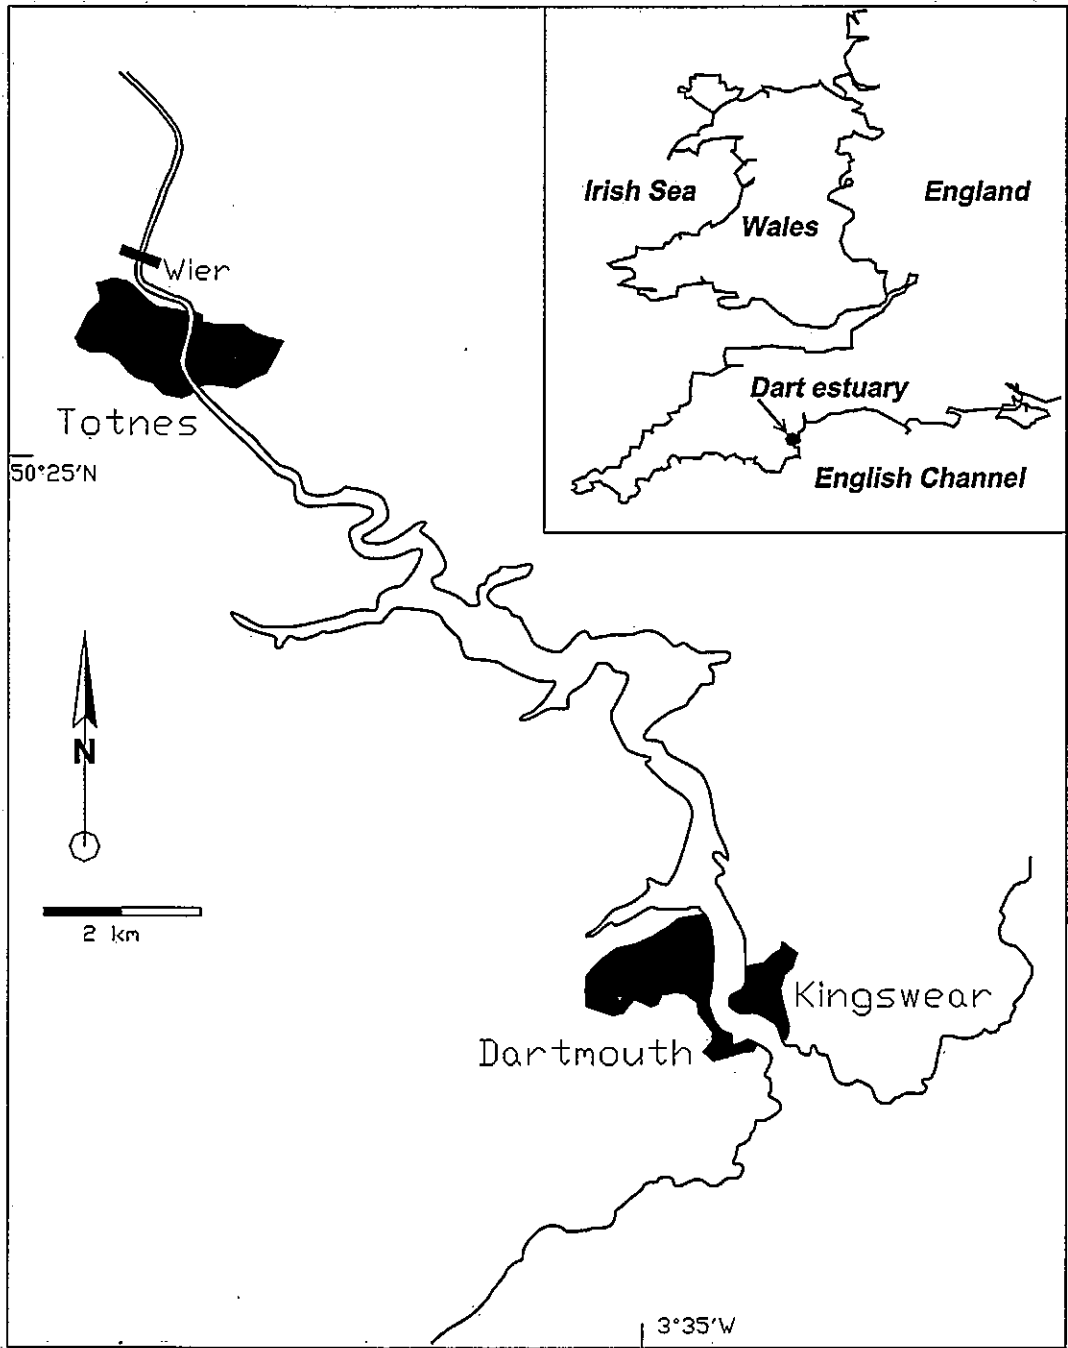 Irish Sea
England
Wales
Wier
Dart estuary
Totnes
50°25'N
English Channel
N
2 km
Kingswear
Dartmouth
3°35'W